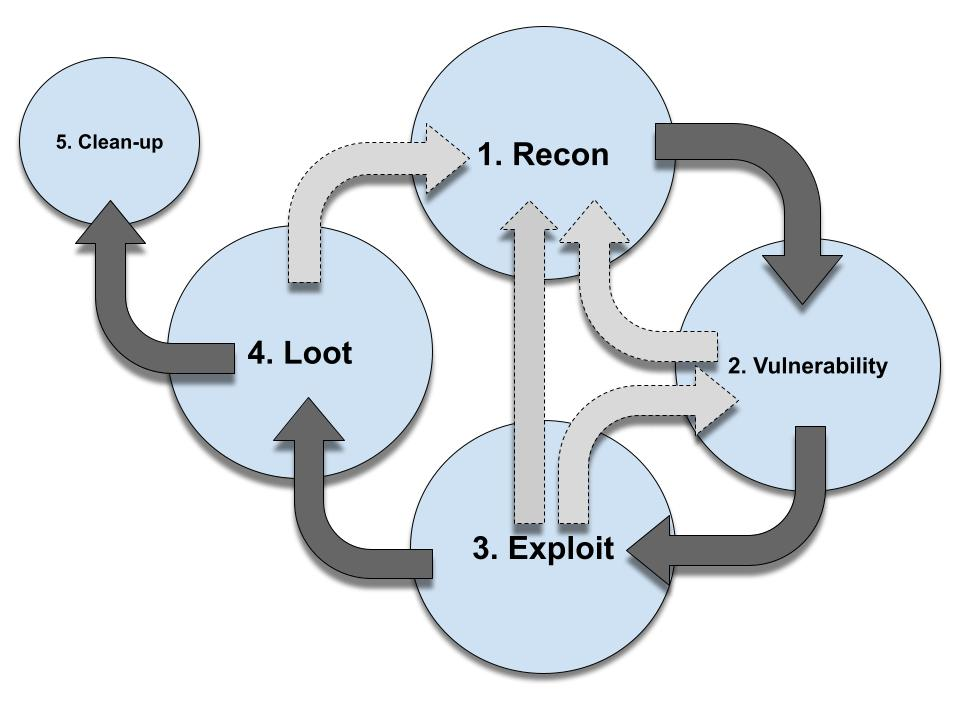 1. Recon
2. Vulnerability
3. Exploit
4. Loot
5. Clean-up